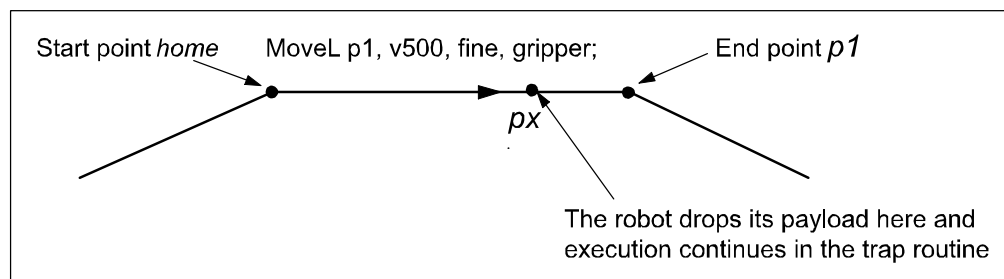 Start point home
MoveL p1, v500, fine, gripper;
End point p1
px
The robot drops its payload here and
execution continues in the trap routine